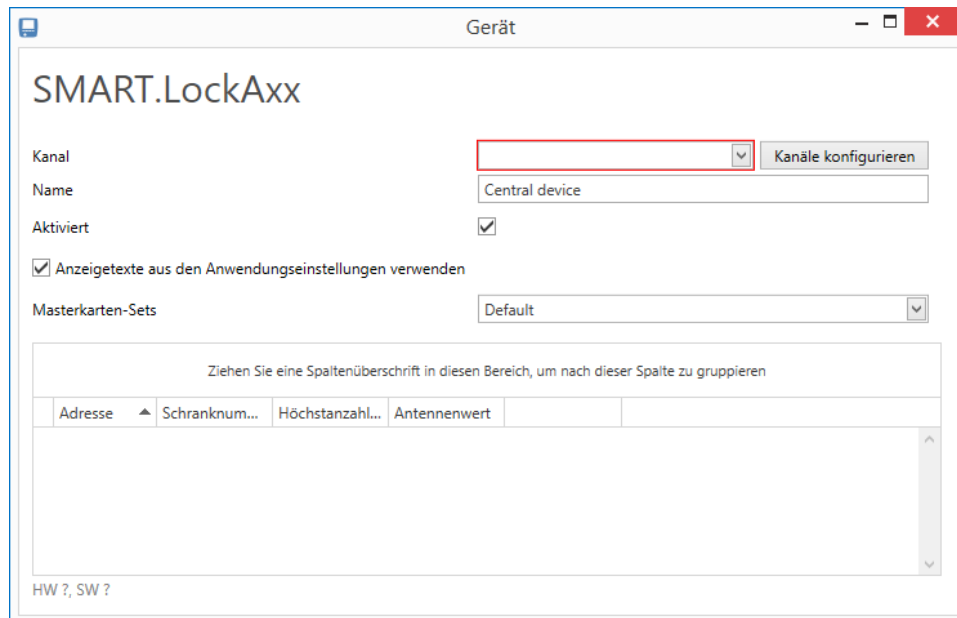 Gerät
SMART.LockAxx
Kanal Kanäle konfigurieren
Name Central device
Aktiviert
Anzeigetexte aus den Anwendungseinstellungen verwenden
Masterkarten-Sets Default
Ziehen Sie eine Spaltenüberschrift in diesen Bereich, um nach dieser Spalte zu gruppieren
Adresse Schranknum... Höchstanzahl... Antennenwert
HW ?, SW ?